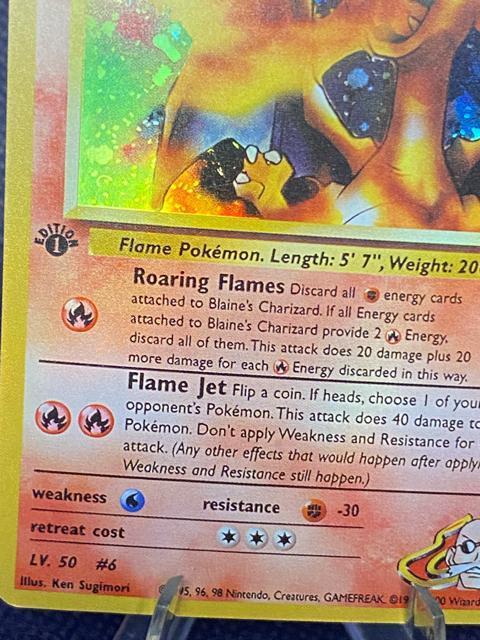 EDITION
1
Flame Pokémon. Length: 5' 7", Weight: 20
Roaring Flames Discard all energy cards
attached to Blaine's Charizard. If all Energy cards
attached to Blaine's Charizard provide 2 Energy,
discard all of them. This attack does 20 damage plus 20
more damage for each Energy discarded in this way.
Flame Jet Flip a coin. If heads, choose 1 of your
opponent's Pokémon. This attack does 40 damage to
Pokémon. Don't apply Weakness and Resistance for
attack. (Any other effects that would happen after
Weakness and Resistance still happen.)
weakness
resistance -30
retreat cost
LV. 50 #6
Illus. Ken Sugimori 95, 96, 98 Nintendo, Creatures, GAMEFREAK. ©19 00 Wizard